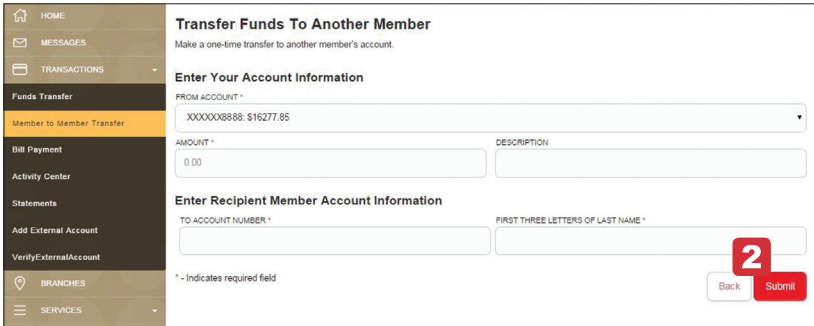 HOME
MESSAGES
TRANSACTIONS
Funds Transfer
Member to Member Transfer
Bill Payment
Activity Center
Statements
Add External Account
VerifyExternalAccount
BRANCHES
SERVICES
Transfer Funds To Another Member
Make a one-time transfer to another member's account.
Enter Your Account Information
FROM ACCOUNT *
XXXXXX8888: $16277.85
AMOUNT * DESCRIPTION
0.00
Enter Recipient Member Account Information
TO ACCOUNT NUMBER * FIRST THREE LETTERS OF LAST NAME *
* - Indicates required field
2
Back Submit